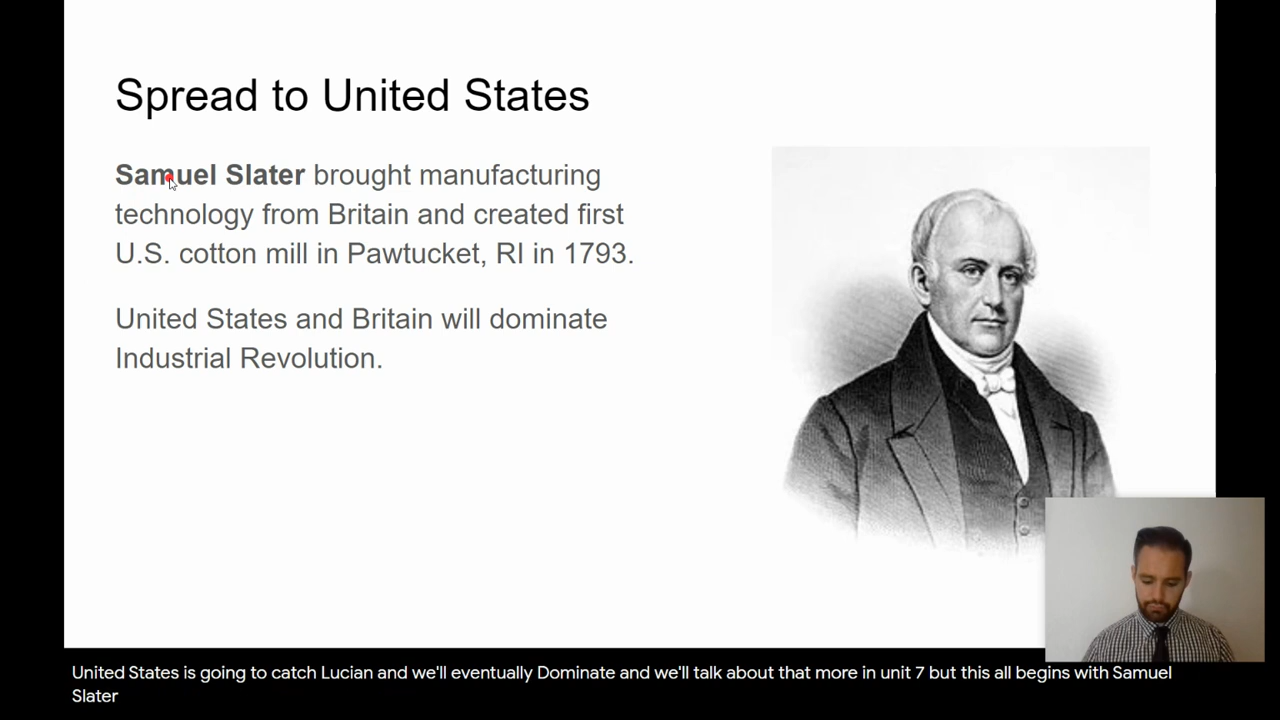 Spread to United States
Samuel Slater brought manufacturing
technology from Britain and created first
U.S. cotton mill in Pawtucket, RI in 1793.
United States and Britain will dominate
Industrial Revolution.
United States is going to catch Lucian and we'll eventually Dominate and we'll talk about that more in unit 7 but this all begins with Samuel
Slater